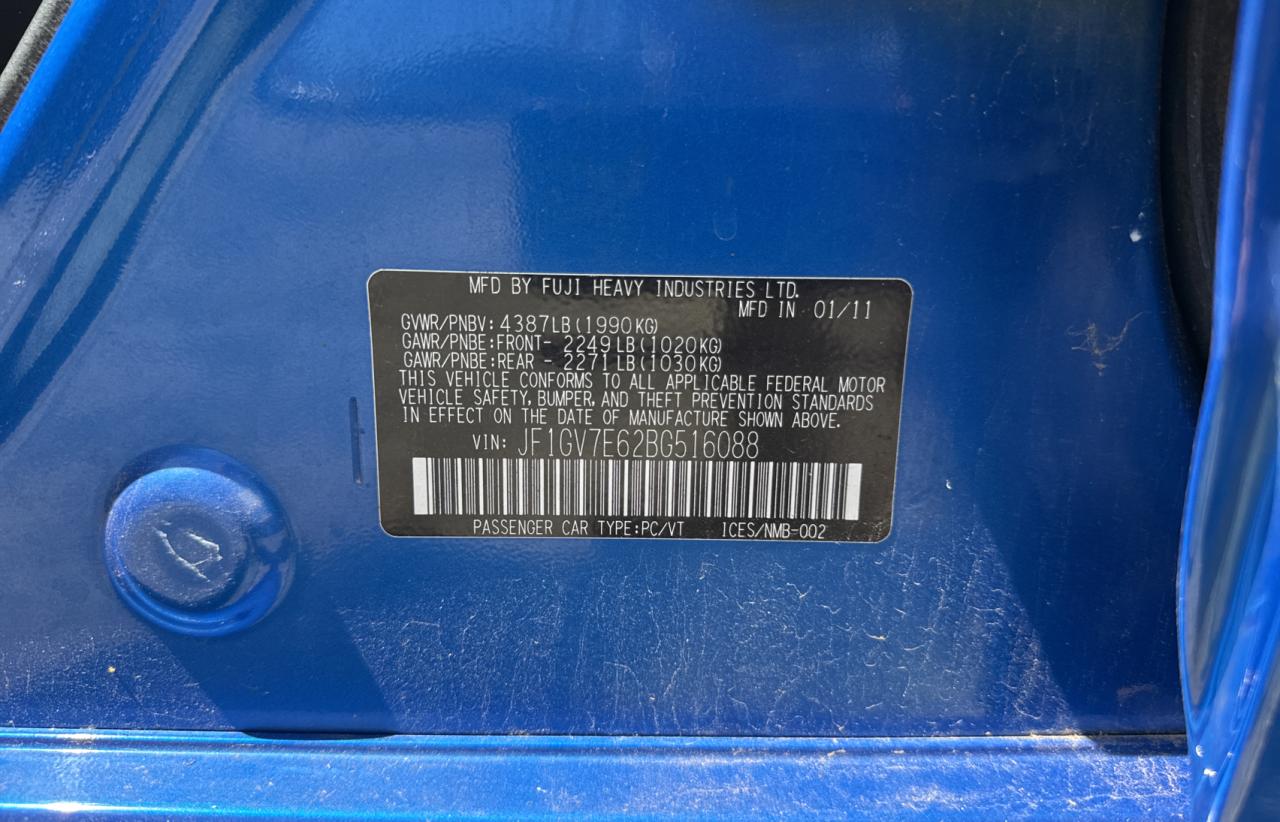 MFD BY FUJI HEAVY INDUSTRIES LTD.
MFD IN 01/11
GVWR/PNBV: 4387LB(1990KG)
GAWR/PNBE:FRONT- 2249LB(1020KG)
GAWR/PNBE:REAR - 2271LB(1030KG)
THIS VEHICLE CONFORMS TO ALL APPLICABLE FEDERAL MOTOR
VEHICLE SAFETY, BUMPER, AND THEFT PREVENTION STANDARDS
IN EFFECT ON THE DATE OF MANUFACTURE SHOWN ABOVE.
VIN: JF1GV7E62BG516088
PASSENGER CAR TYPE:PC/VT ICES/NMB-002